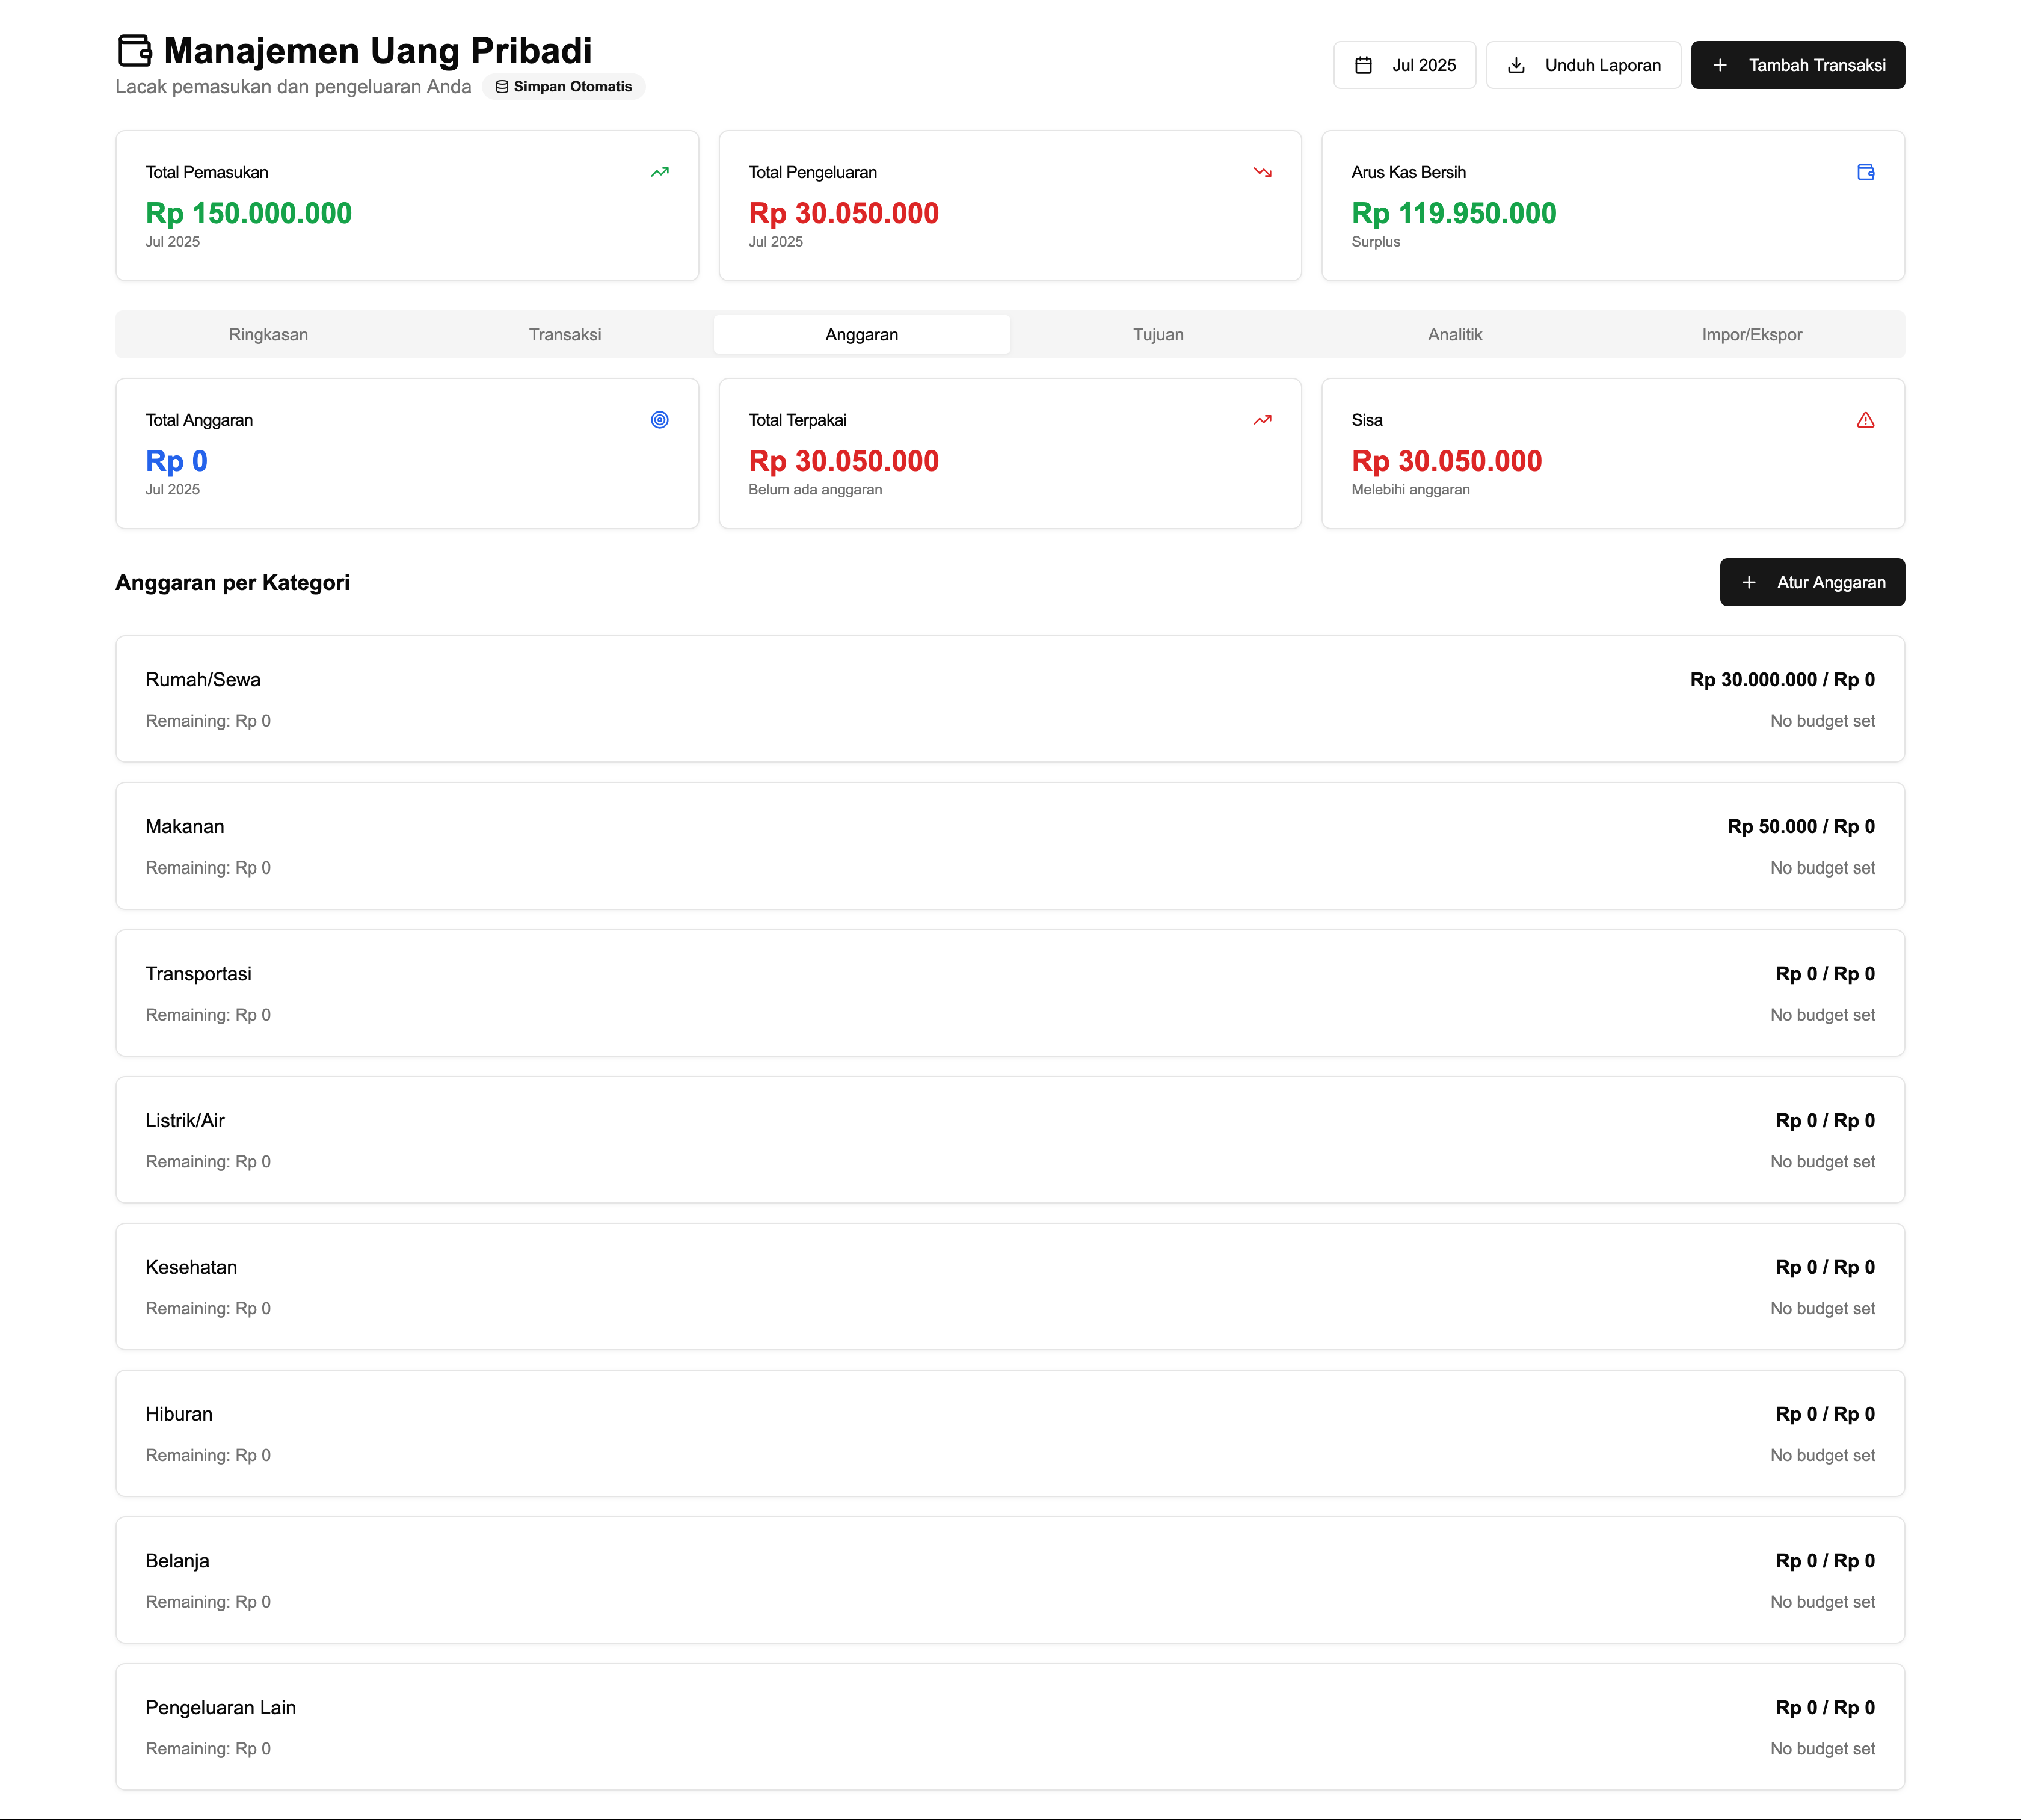 Manajemen Uang Pribadi
Lacak pemasukan dan pengeluaran Anda Simpan Otomatis
Jul 2025 Unduh Laporan + Tambah Transaksi
Total Pemasukan
Rp 150.000.000
Jul 2025
Total Pengeluaran
Rp 30.050.000
Jul 2025
Arus Kas Bersih
Rp 119.950.000
Surplus
Ringkasan Transaksi Anggaran Tujuan Analitik Impor/Ekspor
Total Anggaran
Rp 0
Jul 2025
Total Terpakai
Rp 30.050.000
Belum ada anggaran
Sisa
Rp 30.050.000
Melebihi anggaran
Anggaran per Kategori + Atur Anggaran
Rumah/Sewa Rp 30.000.000 / Rp 0
Remaining: Rp 0 No budget set
Makanan Rp 50.000 / Rp 0
Remaining: Rp 0 No budget set
Transportasi Rp 0 / Rp 0
Remaining: Rp 0 No budget set
Listrik/Air Rp 0 / Rp 0
Remaining: Rp 0 No budget set
Kesehatan Rp 0 / Rp 0
Remaining: Rp 0 No budget set
Hiburan Rp 0 / Rp 0
Remaining: Rp 0 No budget set
Belanja Rp 0 / Rp 0
Remaining: Rp 0 No budget set
Pengeluaran Lain Rp 0 / Rp 0
Remaining: Rp 0 No budget set